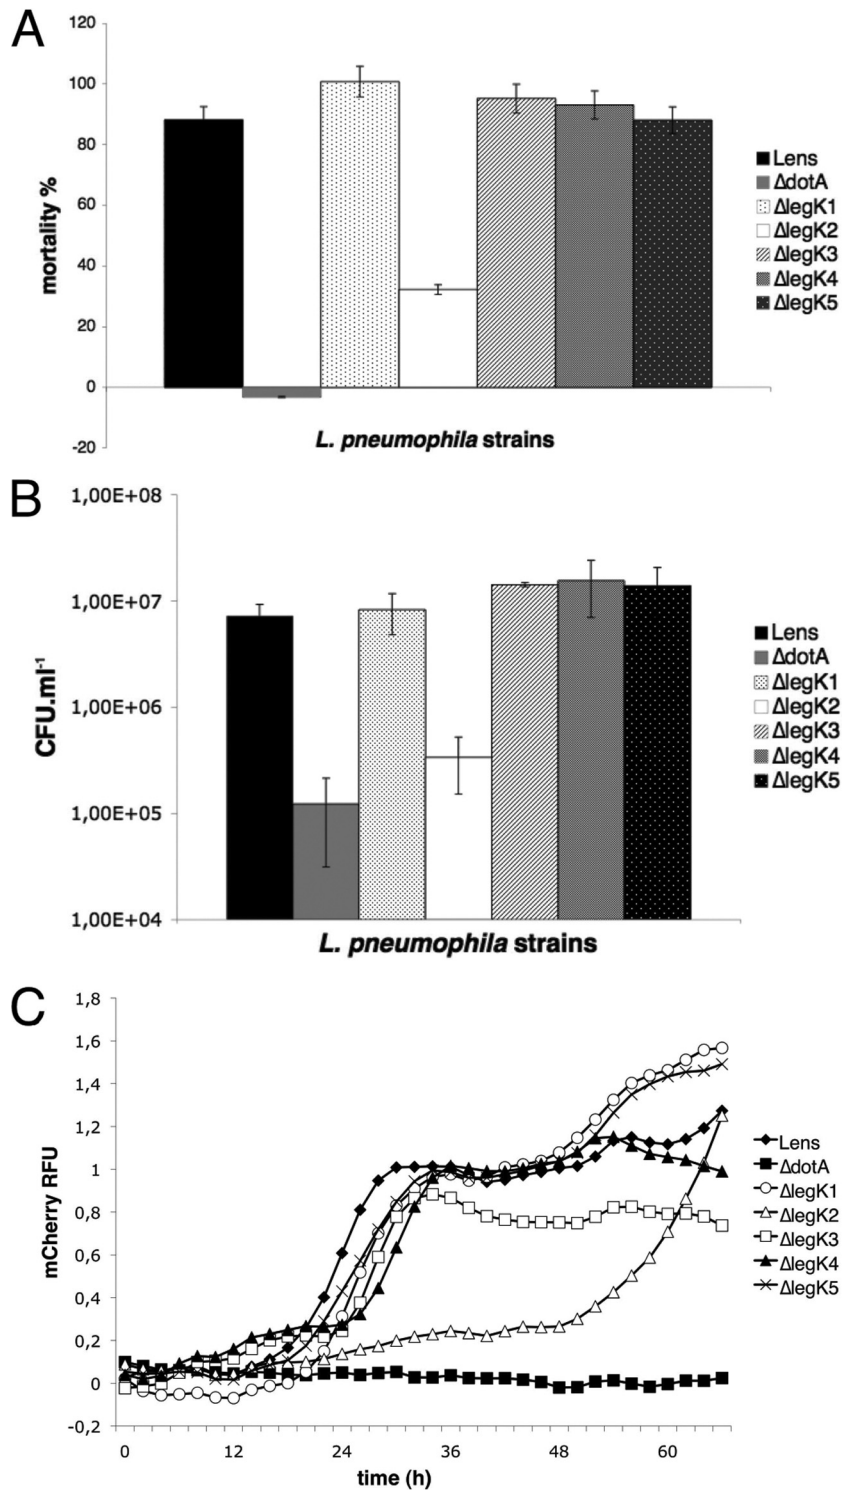 A
120
100
80
60
40
20
0
-20
mortality %
L. pneumophila strains
Lens
ΔdotA
ΔlegK1
ΔlegK2
ΔlegK3
ΔlegK4
ΔlegK5
B
1,00E+08
1,00E+07
1,00E+06
1,00E+05
1,00E+04
CFU.ml-1
L. pneumophila strains
Lens
ΔdotA
ΔlegK1
ΔlegK2
ΔlegK3
ΔlegK4
ΔlegK5
C
1,8
1,6
1,4
1,2
1
0,8
0,6
0,4
0,2
0
-0,2
mCherry RFU
0 12 24 36 48 60
time (h)
Lens
ΔdotA
ΔlegK1
ΔlegK2
ΔlegK3
ΔlegK4
ΔlegK5